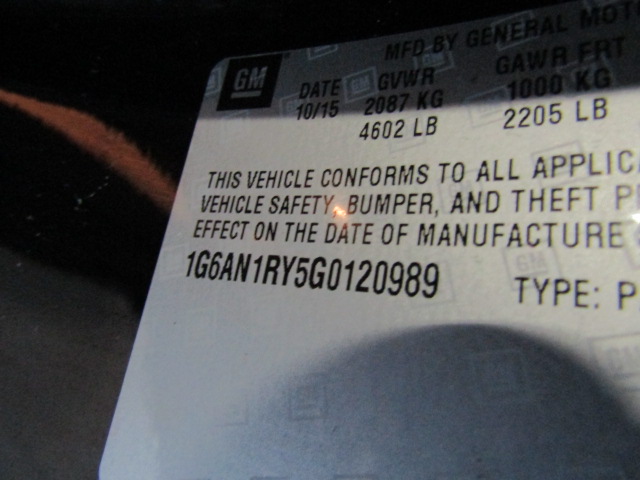 GM
MFD BY GENERAL MOT
DATE GVWR GAWR FRT
10/15 2087 KG 1000 KG
4602 LB 2205 LB
THIS VEHICLE CONFORMS TO ALL APPLIC
VEHICLE SAFETY, BUMPER, AND THEFT P
EFFECT ON THE DATE OF MANUFACTURE
1G6AN1RY5G0120989 TYPE: P